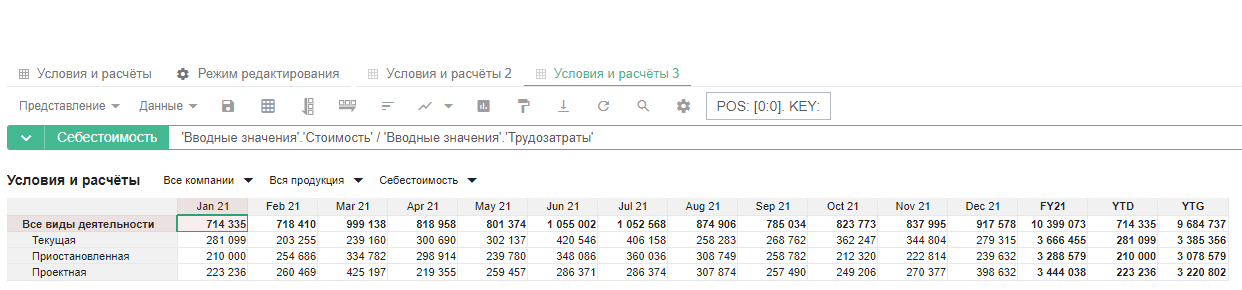 Условия и расчёты Режим редактирования Условия и расчёты 2 Условия и расчёты 3
Представление Данные POS: [0:0]. KEY:
Себестоимость 'Вводные значения'.'Стоимость' / 'Вводные значения'.'Трудозатраты'
Условия и расчёты Все компании Вся продукция Себестоимость
Jan 21 Feb 21 Mar 21 Apr 21 May 21 Jun 21 Jul 21 Aug 21 Sep 21 Oct 21 Nov 21 Dec 21 FY21 YTD YTG
Все виды деятельности 714 335 718 410 999 138 818 958 801 374 1 055 002 1 052 568 874 906 785 034 823 773 837 995 917 578 10 399 073 714 335 9 684 737
Текущая 281 099 203 255 239 160 300 690 302 137 420 546 406 158 258 283 268 762 362 247 344 804 279 315 3 666 455 281 099 3 385 356
Приостановленная 210 000 254 686 334 782 298 914 239 780 348 086 360 036 308 749 258 782 212 320 222 814 239 632 3 288 579 210 000 3 078 579
Проектная 223 236 260 469 425 197 219 355 259 457 286 371 286 374 307 874 257 490 249 206 270 377 398 632 3 444 038 223 236 3 220 802